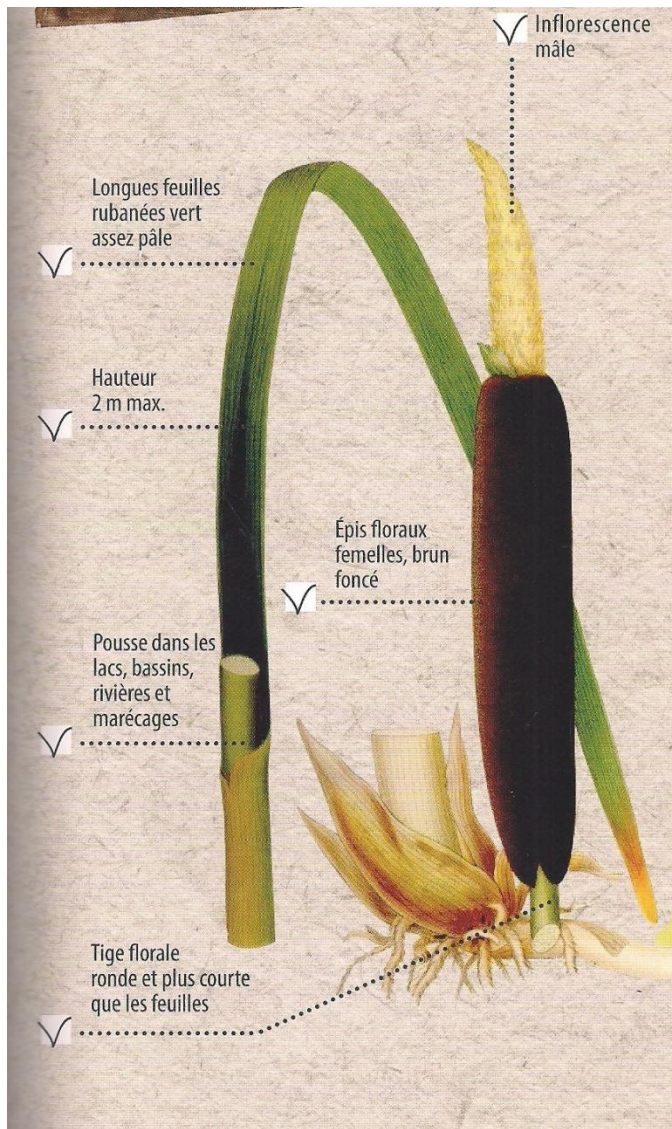 Inflorescence
mâle
Longues feuilles
rubanées vert
assez pâle
Hauteur
2 m max.
Épis floraux
femelles, brun
foncé
Pousse dans les
lacs, bassins,
rivières et
marécages
Tige florale
ronde et plus courte
que les feuilles